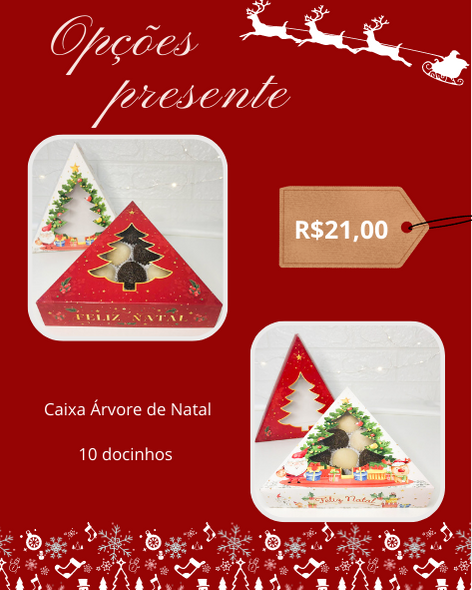 Opções
presente
R$21,00
FELIZ NATAL
Caixa Árvore de Natal
10 docinhos
Feliz Natal